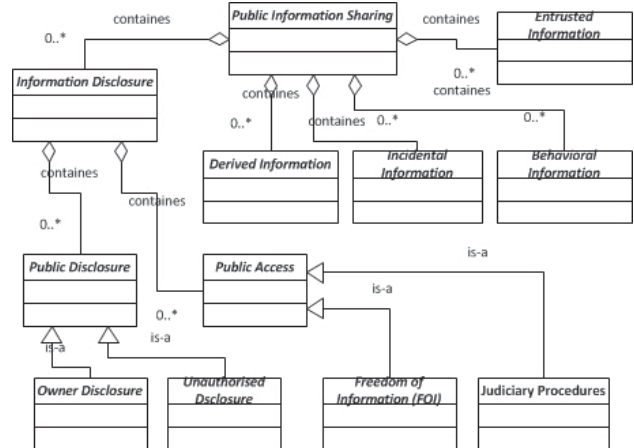 containes
Public Information Sharing
containes
Entrusted
Information
0..*
0..*
Information Disclosure
containes
containes
0..*
containes
0..*
0..*
Derived Information
Incidental
Information
Behavioral
Information
containes
containes
0..*
is-a
Public Disclosure
Public Access
is-a
0..*
is-a
is-a
Owner Disclosure
Unauthorised
Dsclosure
Freedom of
Information (FOI)
Judiciary Procedures